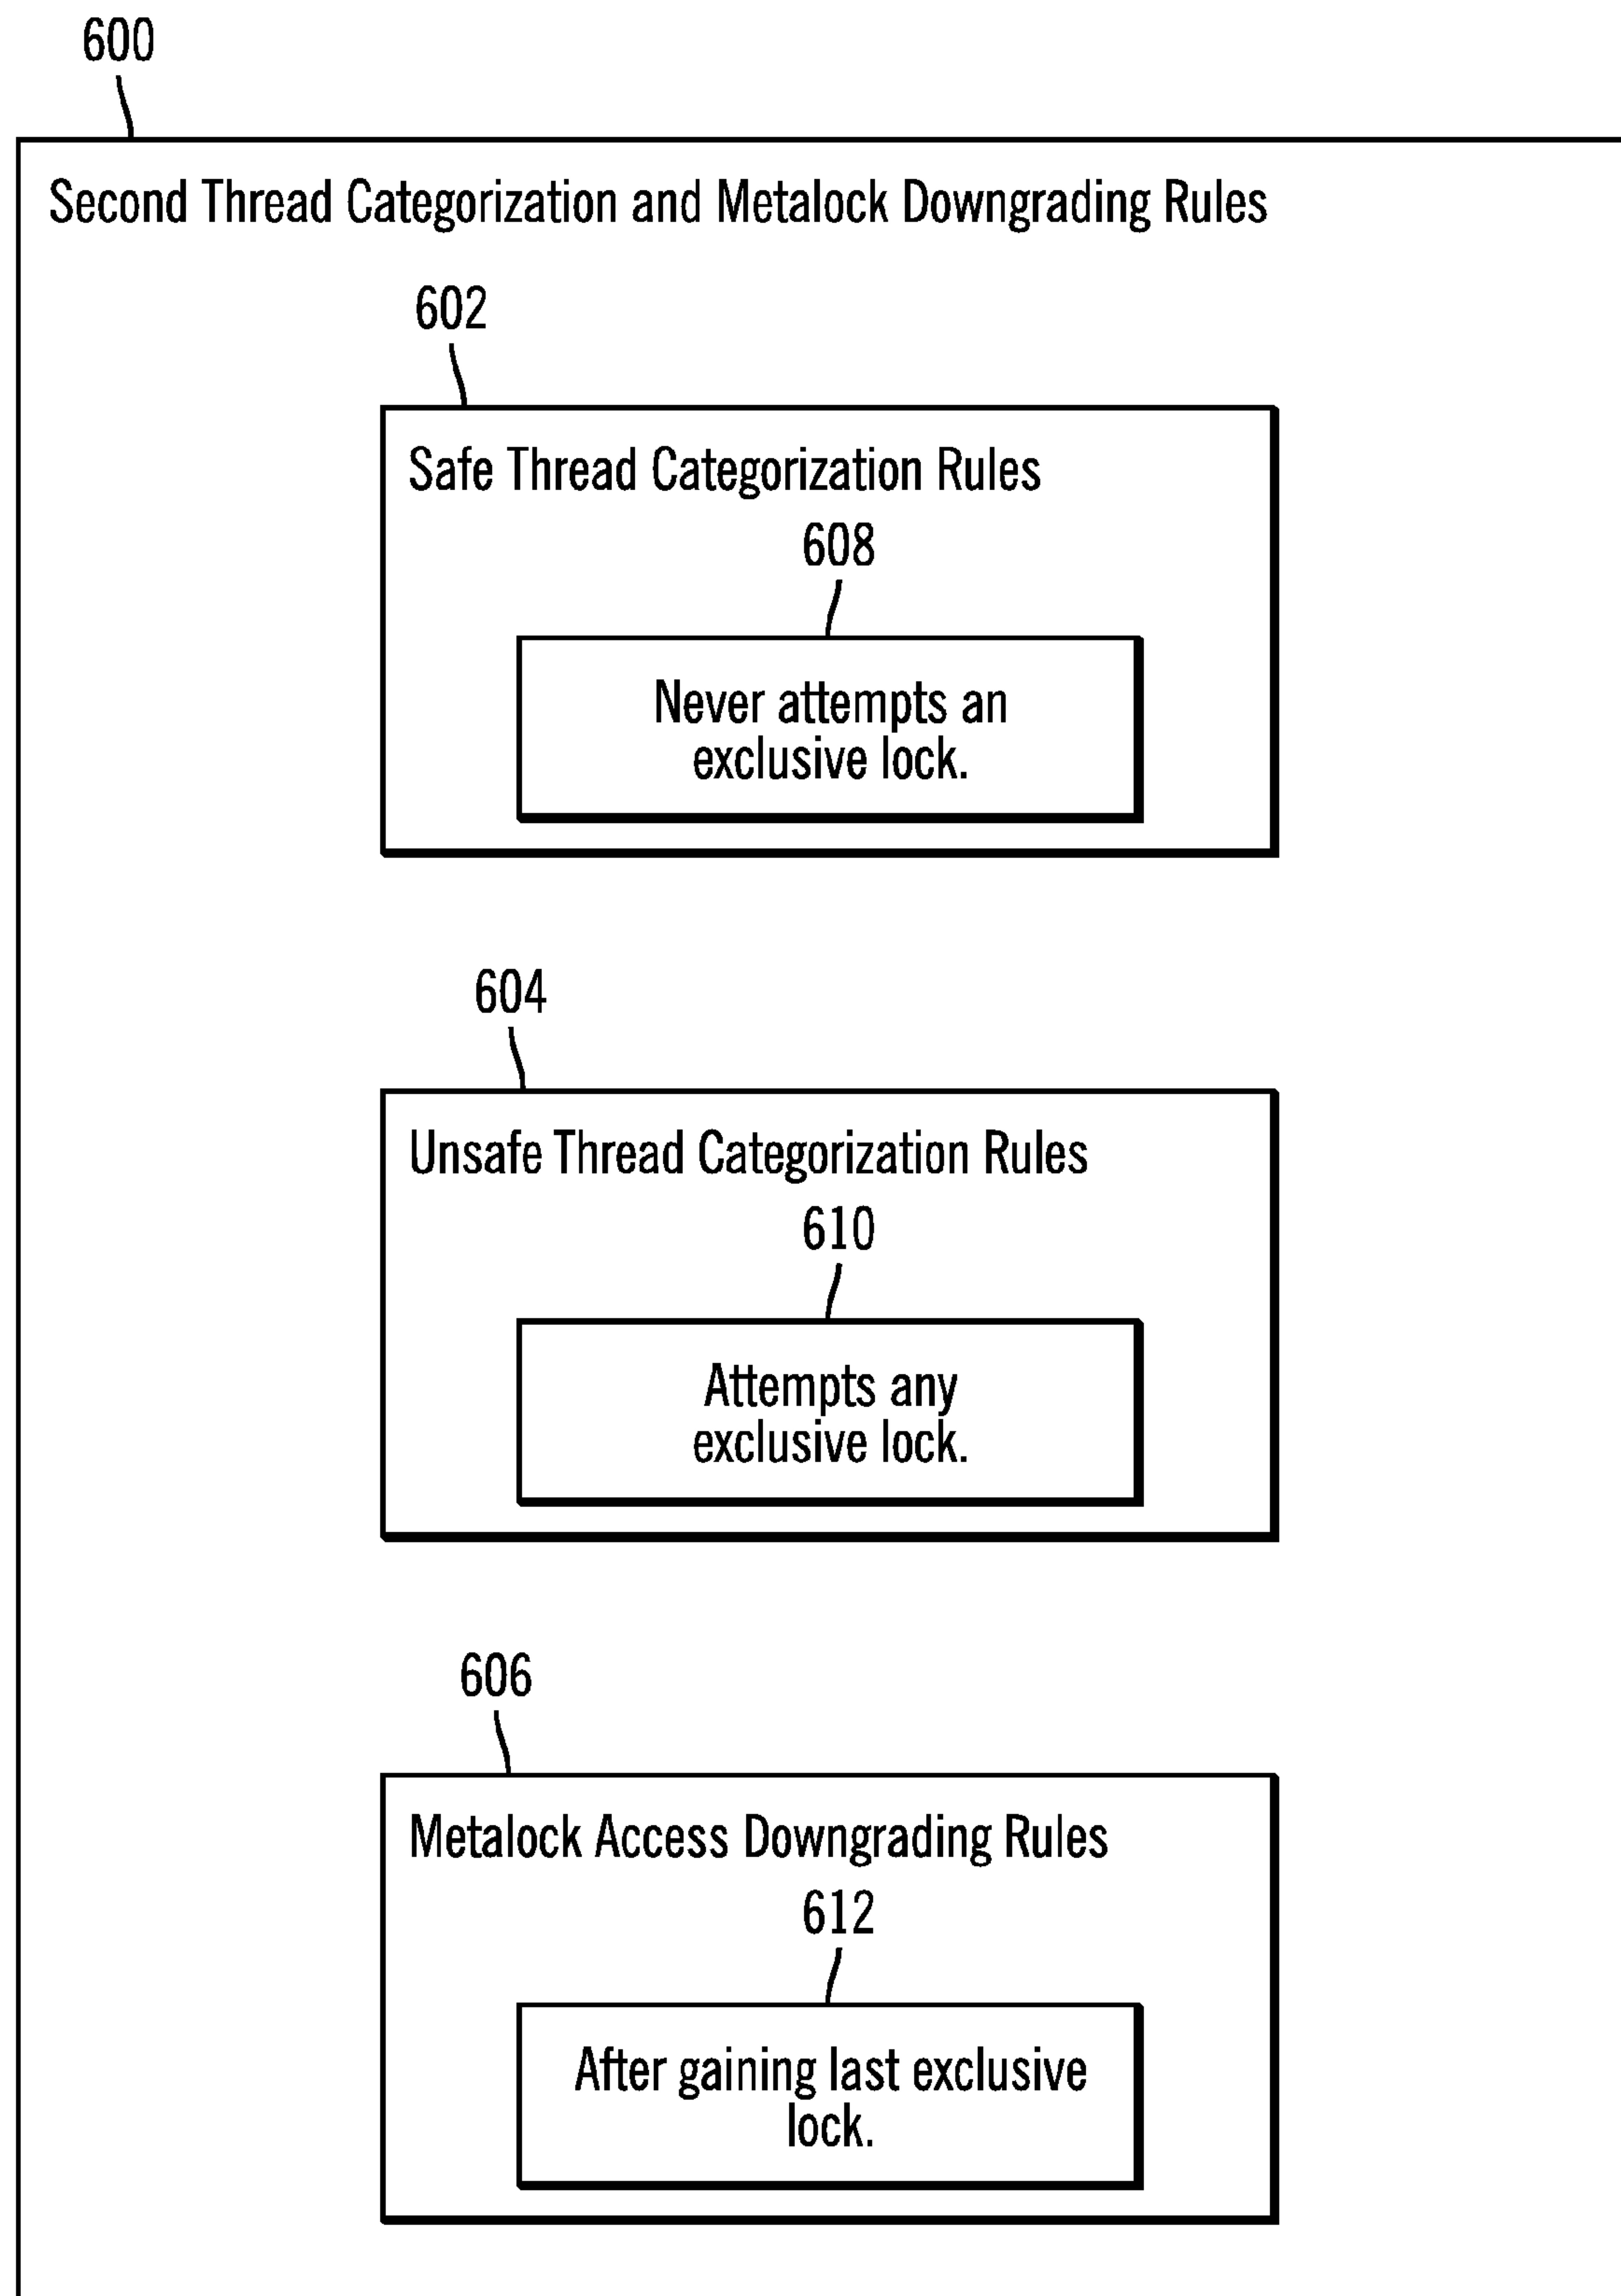 600
Second Thread Categorization and Metalock Downgrading Rules
602
Safe Thread Categorization Rules
608
Never attempts an
exclusive lock.
604
Unsafe Thread Categorization Rules
610
Attempts any
exclusive lock.
606
Metalock Access Downgrading Rules
612
After gaining last exclusive
lock.